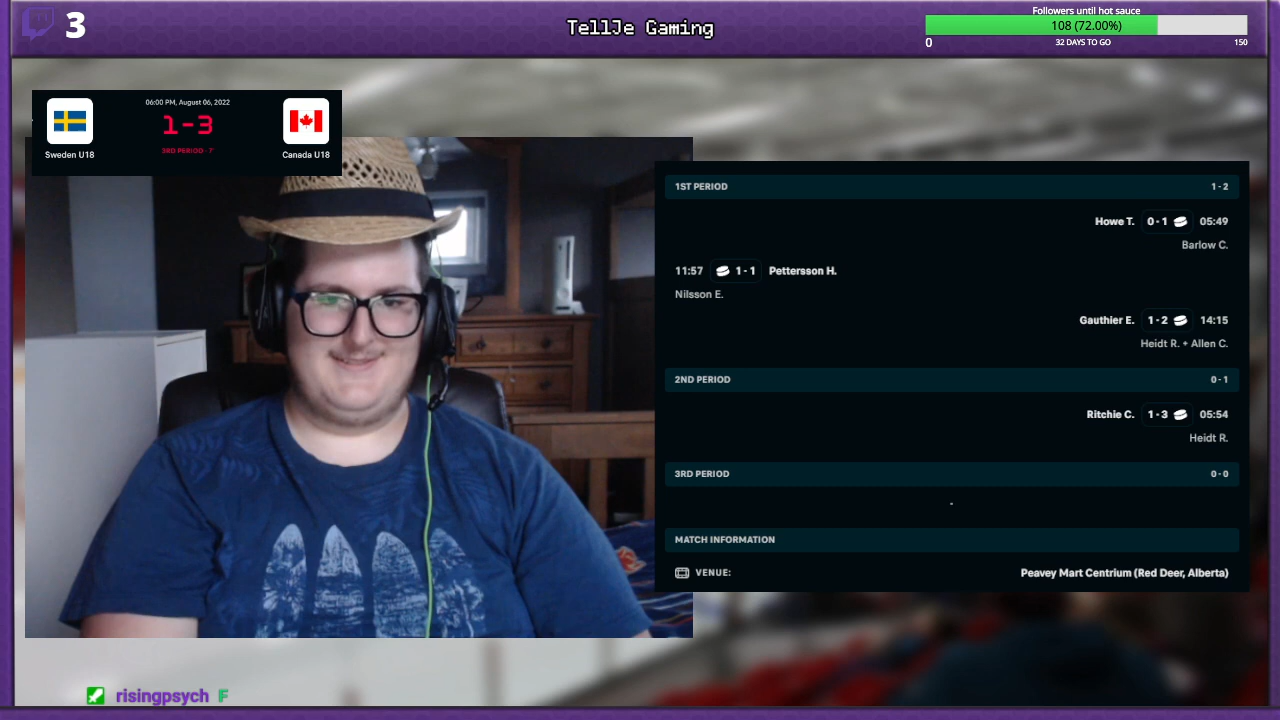 3
TellJe Gaming
Followers until hot sauce
108 (72.00%)
0
32 DAYS TO GO
150
06:00 PM, August 06, 2022
1-3
3RD PERIOD - 7'
Sweden U18
Canada U18
1ST PERIOD 1 - 2
Howe T. 0 - 1 05:49
Barlow C.
11:57 1 - 1 Pettersson H.
Nilsson E.
Gauthier E. 1 - 2 14:15
Heidt R. + Allen C.
2ND PERIOD 0 - 1
Ritchie C. 1 - 3 05:54
Heidt R.
3RD PERIOD 0 - 0
-
MATCH INFORMATION
VENUE: Peavey Mart Centrium (Red Deer, Alberta)
risingpsych F